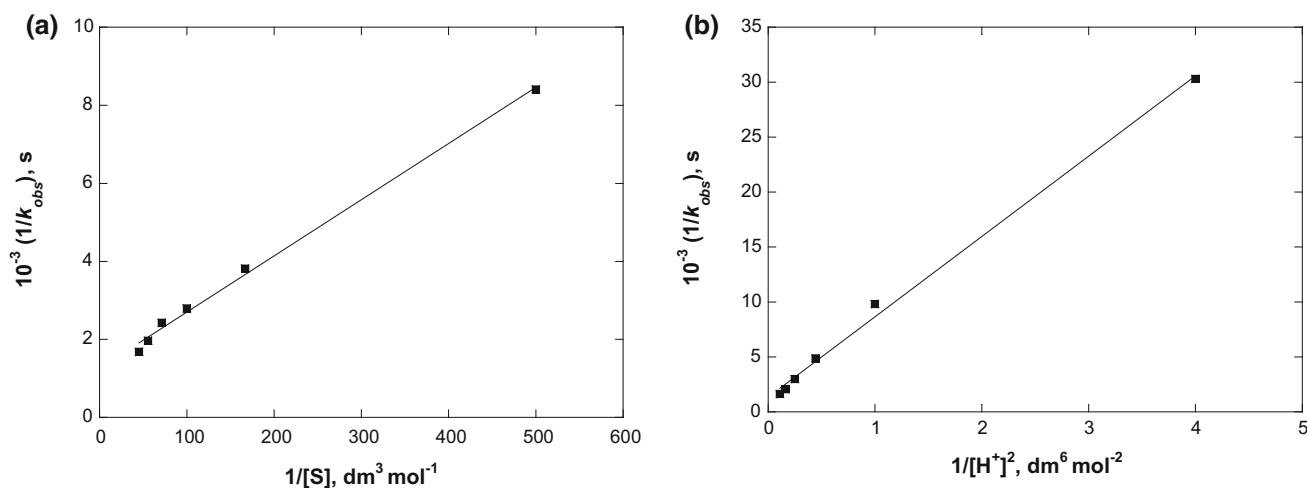 (a)
10
8
6
4
2
0
10⁻³ (1/k_obs), s
0 100 200 300 400 500 600
1/[S], dm³ mol⁻¹
(b)
35
30
25
20
15
10
5
0
10⁻³ (1/k_obs), s
0 1 2 3 4 5
1/[H⁺]², dm⁶ mol⁻²